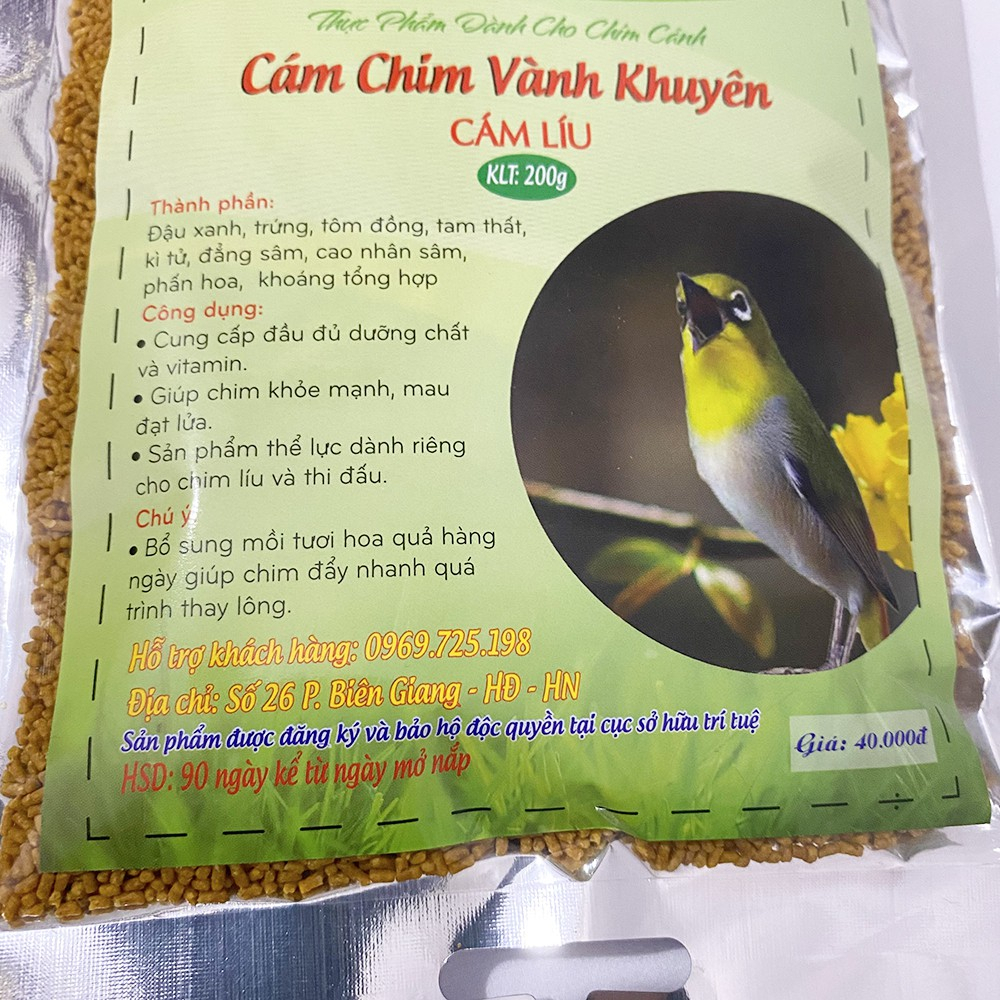 Thực Phẩm Dành Cho Chim Cảnh
Cám Chim Vành Khuyên
CÁM LÍU
KLT: 200g
Thành phần:
Đậu xanh, trứng, tôm đồng, tam thất,
kì tử, đẳng sâm, cao nhân sâm,
phấn hoa, khoáng tổng hợp
Công dụng:
• Cung cấp đầu đủ dưỡng chất
và vitamin.
• Giúp chim khỏe mạnh, mau
đạt lửa.
• Sản phẩm thể lực dành riêng
cho chim líu và thi đấu.
Chú ý
• Bổ sung mồi tươi hoa quả hàng
ngày giúp chim đẩy nhanh quá
trình thay lông.
Hỗ trợ khách hàng: 0969.725.198
Địa chỉ: Số 26 P. Biên Giang - HĐ - HN
Sản phẩm được đăng ký và bảo hộ độc quyền tại cục sở hữu trí tuệ
Giá: 40.000đ
HSD: 90 ngày kể từ ngày mở nắp